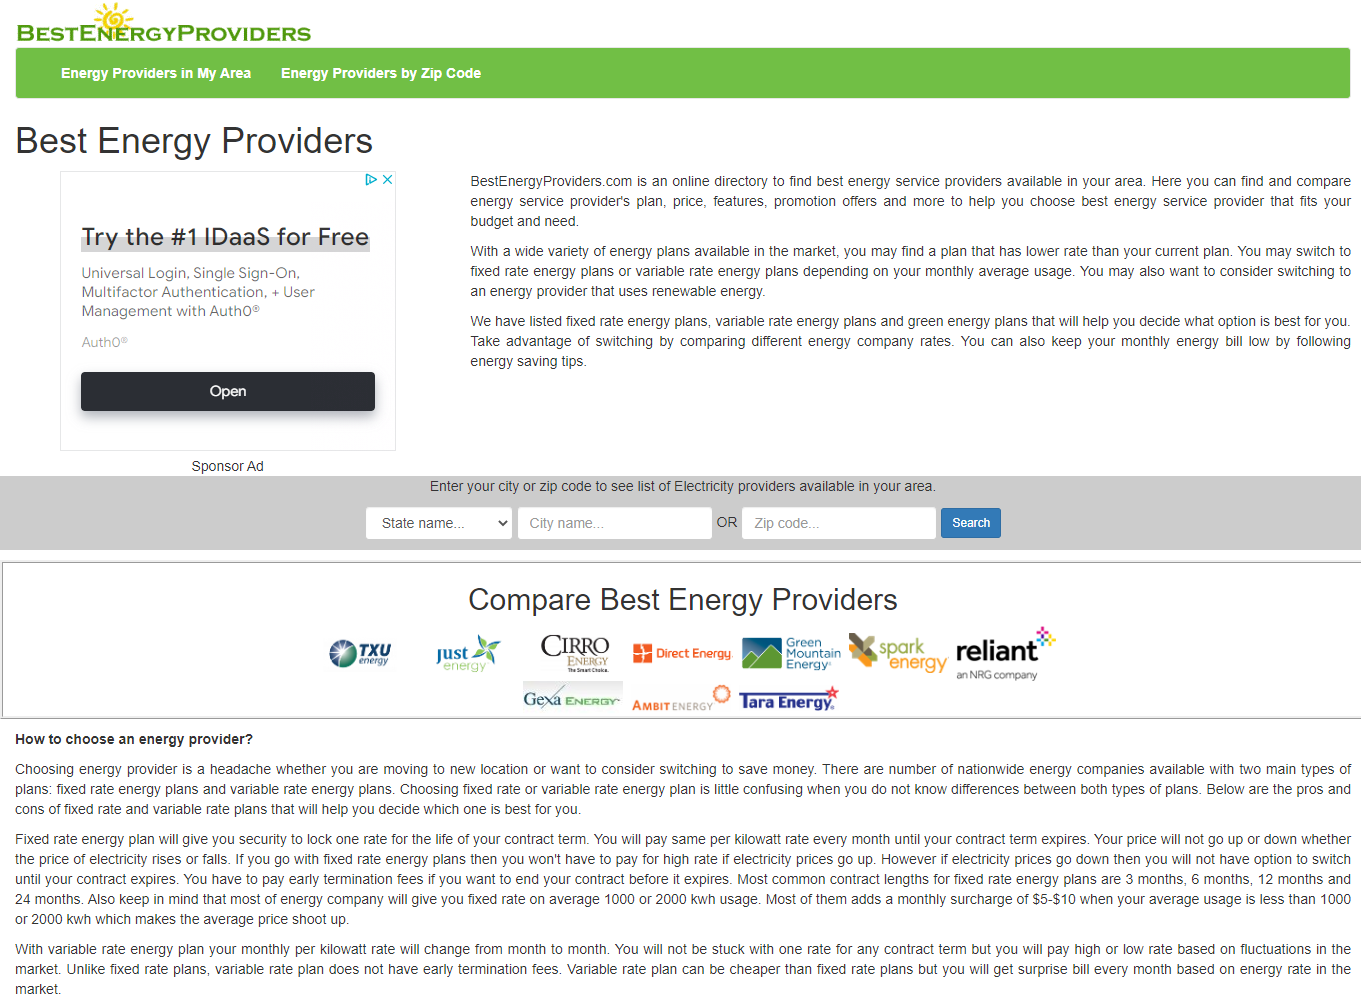 BESTENERGYPROVIDERS
Energy Providers in My Area Energy Providers by Zip Code
Best Energy Providers
Try the #1 IDaaS for Free
Universal Login, Single Sign-On,
Multifactor Authentication, + User
Management with Auth0®
Auth0®
Open
Sponsor Ad
BestEnergyProviders.com is an online directory to find best energy service providers available in your area. Here you can find and compare
energy service provider's plan, price, features, promotion offers and more to help you choose best energy service provider that fits your
budget and need.
With a wide variety of energy plans available in the market, you may find a plan that has lower rate than your current plan. You may switch to
fixed rate energy plans or variable rate energy plans depending on your monthly average usage. You may also want to consider switching to
an energy provider that uses renewable energy.
We have listed fixed rate energy plans, variable rate energy plans and green energy plans that will help you decide what option is best for you.
Take advantage of switching by comparing different energy company rates. You can also keep your monthly energy bill low by following
energy saving tips.
Enter your city or zip code to see list of Electricity providers available in your area.
State name... City name... OR Zip code... Search
Compare Best Energy Providers
TXU
energy
just
energy
CIRRO
ENERGY
The Smart Choice.
Direct Energy.
Green
Mountain
Energy
spark
energy
reliant
an NRG company
GEXA ENERGY
AMBIT ENERGY
Tara Energy
How to choose an energy provider?
Choosing energy provider is a headache whether you are moving to new location or want to consider switching to save money. There are number of nationwide energy companies available with two main types of
plans: fixed rate energy plans and variable rate energy plans. Choosing fixed rate or variable rate energy plan is little confusing when you do not know differences between both types of plans. Below are the pros and
cons of fixed rate and variable rate plans that will help you decide which one is best for you.
Fixed rate energy plan will give you security to lock one rate for the life of your contract term. You will pay same per kilowatt rate every month until your contract term expires. Your price will not go up or down whether
the price of electricity rises or falls. If you go with fixed rate energy plans then you won't have to pay for high rate if electricity prices go up. However if electricity prices go down then you will not have option to switch
until your contract expires. You have to pay early termination fees if you want to end your contract before it expires. Most common contract lengths for fixed rate energy plans are 3 months, 6 months, 12 months and
24 months. Also keep in mind that most of energy company will give you fixed rate on average 1000 or 2000 kwh usage. Most of them adds a monthly surcharge of $5-$10 when your average usage is less than 1000
or 2000 kwh which makes the average price shoot up.
With variable rate energy plan your monthly per kilowatt rate will change from month to month. You will not be stuck with one rate for any contract term but you will pay high or low rate based on fluctuations in the
market. Unlike fixed rate plans, variable rate plan does not have early termination fees. Variable rate plan can be cheaper than fixed rate plans but you will get surprise bill every month based on energy rate in the
market.